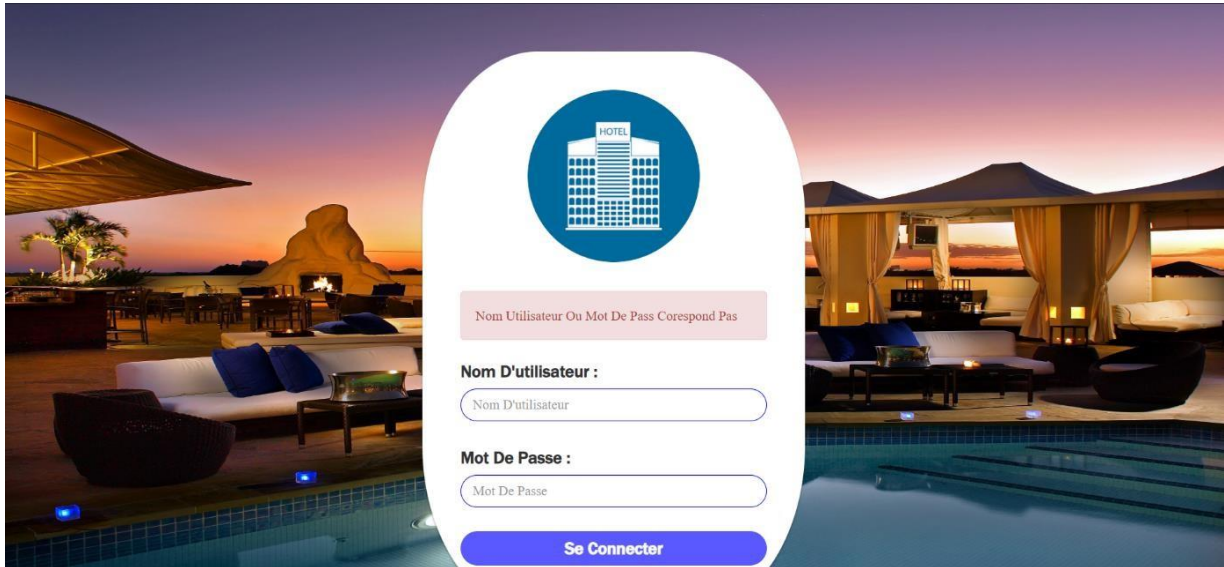 HOTEL
Nom Utilisateur Ou Mot De Pass Corespond Pas
Nom D'utilisateur :
Nom D'utilisateur
Mot De Passe :
Mot De Passe
Se Connecter